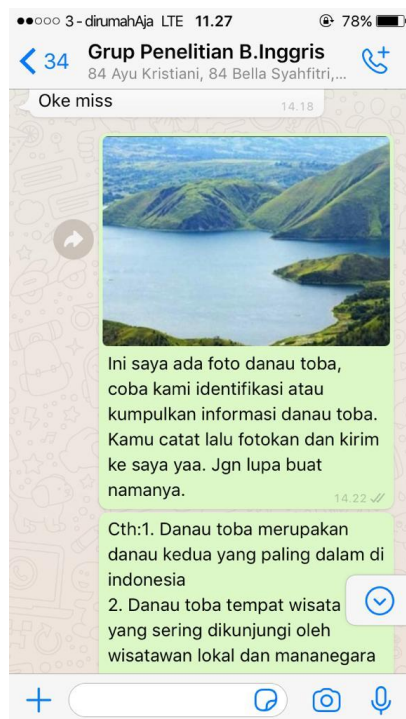 3 - dirumahAja LTE 11.27 78%
34 Grup Penelitian B.Inggris
84 Ayu Kristiani, 84 Bella Syahfitri,...
Oke miss
14.18
Ini saya ada foto danau toba,
coba kami identifikasi atau
kumpulkan informasi danau toba.
Kamu catat lalu fotokan dan kirim
ke saya yaa. Jgn lupa buat
namanya.
14.22
Cth:1. Danau toba merupakan
danau kedua yang paling dalam di
indonesia
2. Danau toba tempat wisata
yang sering dikunjungi oleh
wisatawan lokal dan mananegara